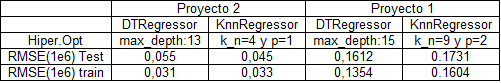 Proyecto 1 Proyecto 2
DTRegressor KnnRegressor DTRegressor KnnRegressor
Hiper.Opt max_depth:13 k_n=4 y p=1 max_depth:15 k_n=9 y p=2
RMSE(1e6) Test 0,055 0,045 0,1612 0.1731
RMSE(1e6) train 0,031 0,033 0,1354 0.1604